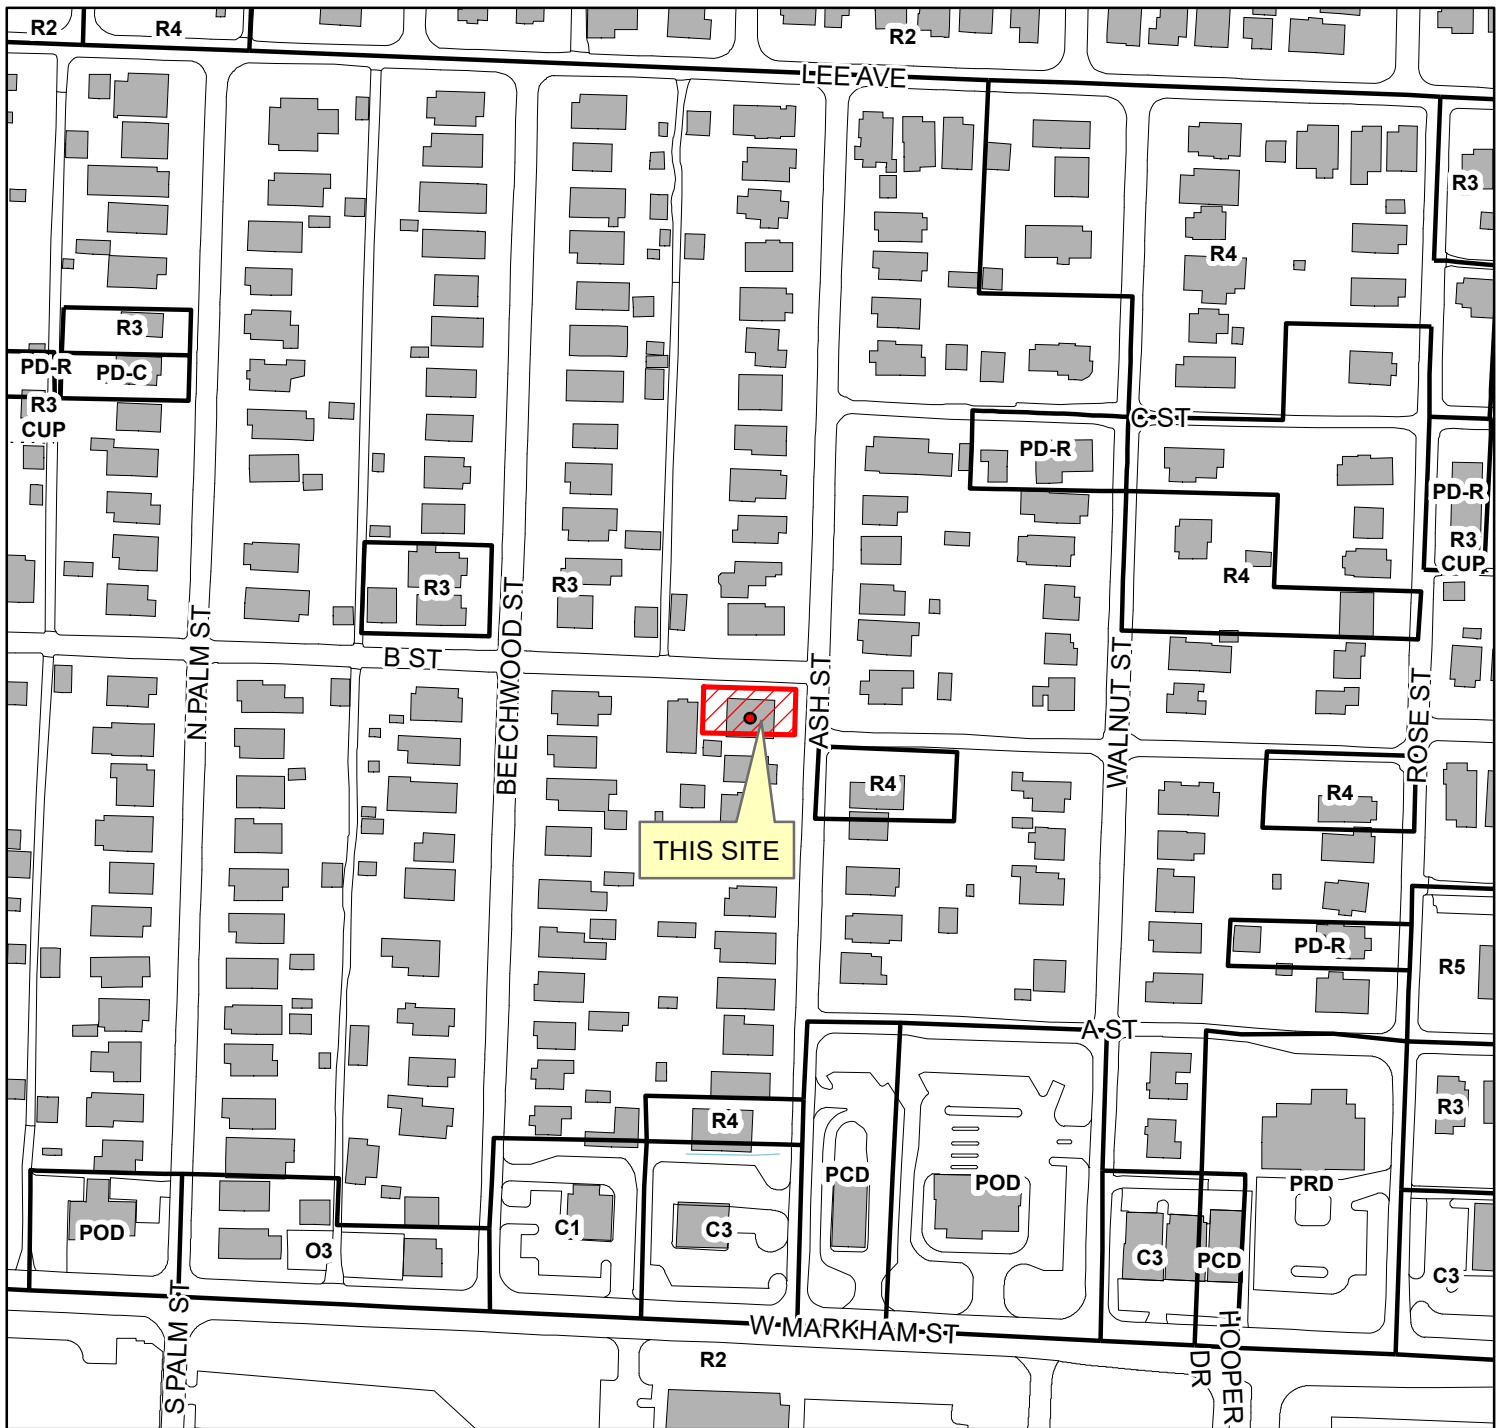 R2
R4
R2
LEE AVE
R3
R4
R3
PD-R
PD-C
R3
CUP
C ST
PD-R
PD-R
R3
CUP
R4
R3
R3
N PALM ST
B ST
BEECHWOOD ST
ASH ST
WALNUT ST
ROSE ST
R4
R4
THIS SITE
PD-R
R5
A ST
R4
R3
PCD
POD
PRD
POD
O3
C1
C3
C3
PCD
C3
S PALM ST
W MARKHAM ST
R2
HOOPER
DR